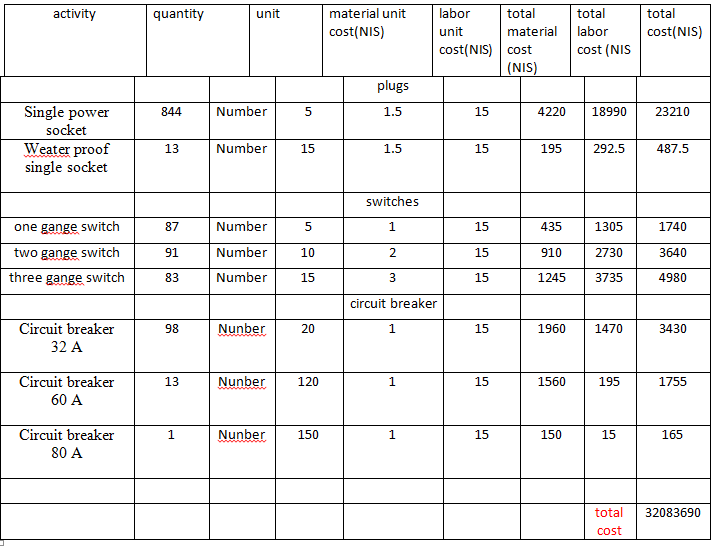 activity quantity unit material unit labor total total total
cost(NIS) unit material labor cost(NIS)
cost(NIS) cost cost (NIS
(NIS)
plugs
Single power 844 Number 5 1.5 15 4220 18990 23210
socket
Weater proof 13 Number 15 1.5 15 195 292.5 487.5
single socket
switches
one gange switch 87 Number 5 1 15 435 1305 1740
two gange switch 91 Number 10 2 15 910 2730 3640
three gange switch 83 Number 15 3 15 1245 3735 4980
circuit breaker
Circuit breaker 98 Nunber 20 1 15 1960 1470 3430
32 A
Circuit breaker 13 Nunber 120 1 15 1560 195 1755
60 A
Circuit breaker 1 Nunber 150 1 15 150 15 165
80 A
total 32083690
cost